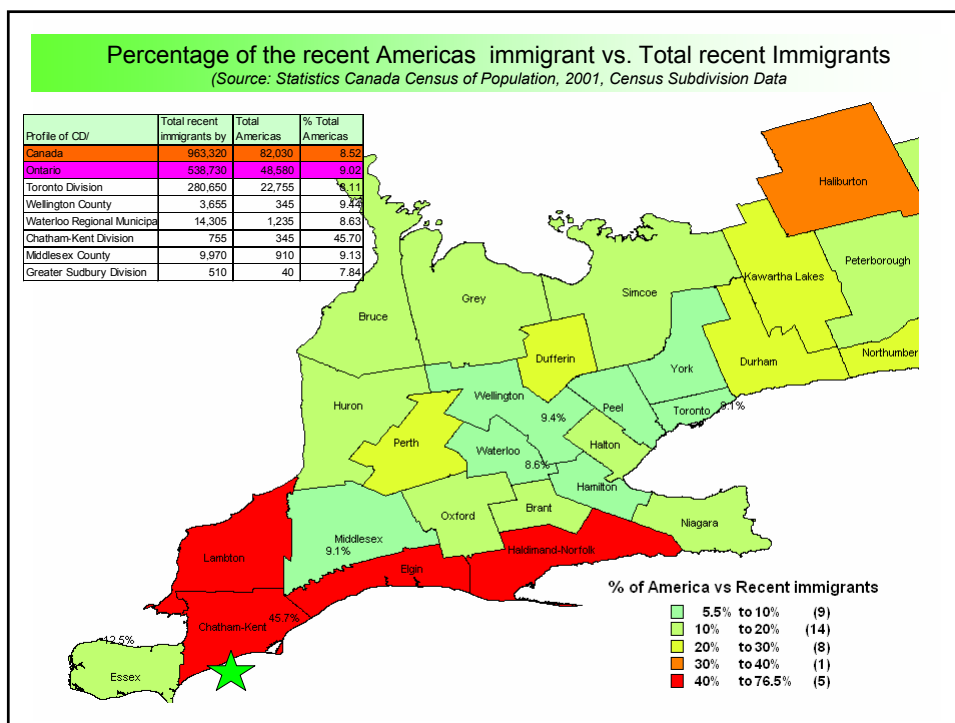 Percentage of the recent Americas immigrant vs. Total recent Immigrants
(Source: Statistics Canada Census of Population, 2001, Census Subdivision Data
Profile of CD/ Total recent immigrants by Total Americas % Total Americas
Canada 963,320 82,030 8.52
Ontario 538,730 48,580 9.02
Toronto Division 280,650 22,755 8.11
Wellington County 3,655 345 9.44
Waterloo Regional Municipa 14,305 1,235 8.63
Chatham-Kent Division 755 345 45.70
Middlesex County 9,970 910 9.13
Greater Sudbury Division 510 40 7.84
Haliburton
Peterborough
Kawartha Lakes
Simcoe
Grey
Bruce
Northumber
Durham
Dufferin
York
Wellington
9.4%
Peel
Toronto
9.1%
Huron
Perth
Waterloo
8.6%
Halton
Hamilton
Brant
Oxford
Niagara
Middlesex
9.1%
Haldimand-Norfolk
Lambton
Elgin
Chatham-Kent
45.7%
12.5%
Essex
% of America vs Recent immigrants
5.5% to 10% (9)
10% to 20% (14)
20% to 30% (8)
30% to 40% (1)
40% to 76.5% (5)